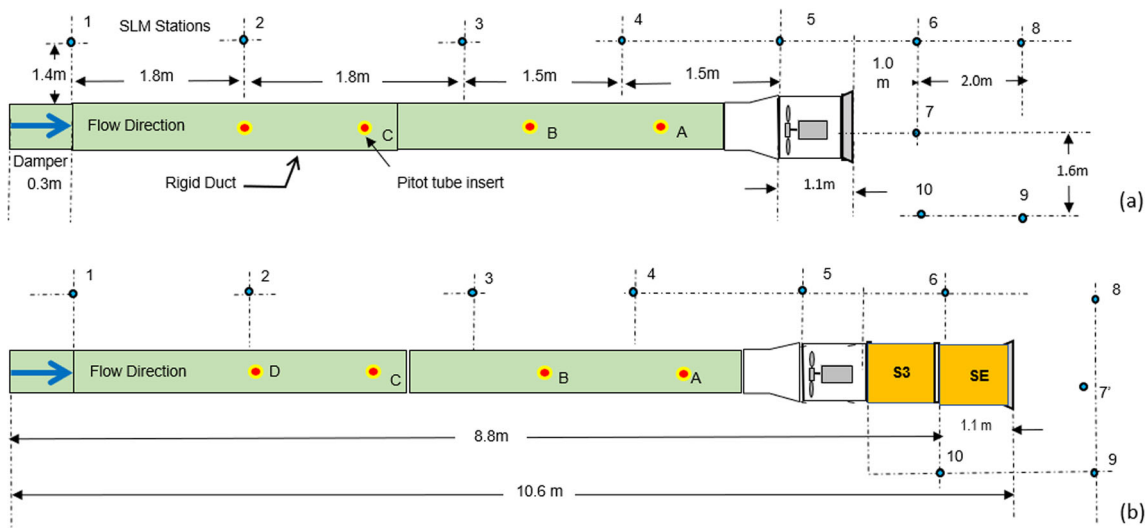 1 SLM Stations 2 3 4 5 6 8
1.4m 1.8m 1.8m 1.5m 1.5m 1.0 m 2.0m
Flow Direction C B A 7
Damper 0.3m Rigid Duct Pitot tube insert 1.1m 1.6m
10 9 (a)
1 2 3 4 5 6 8
Flow Direction D C B A S3 SE 7'
8.8m 1.1 m
10 9
10.6 m (b)